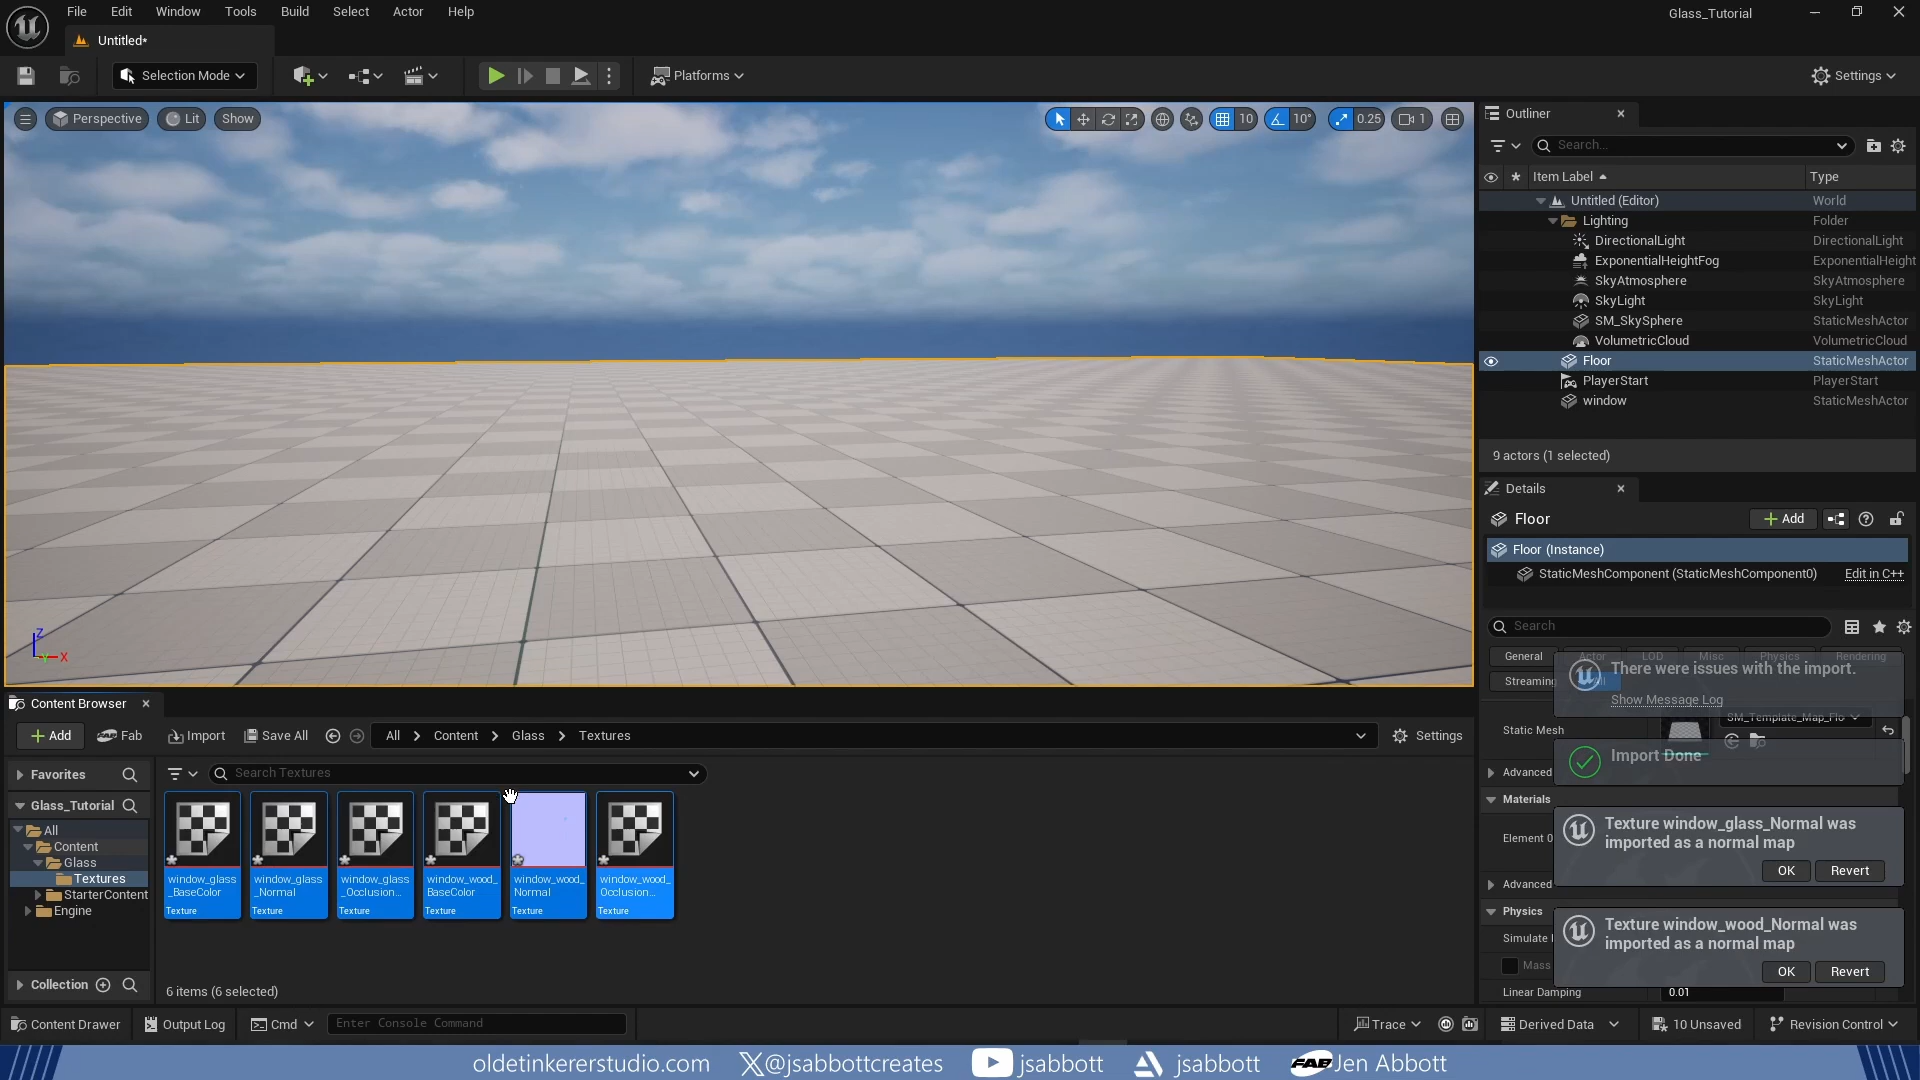 File Edit Window Tools Build Select Actor Help
Glass_Tutorial
Untitled*
Selection Mode
Platforms
Settings
Perspective Lit Show
10 10° 0.25 1
Outliner
Search...
Item Label Type
Untitled (Editor) World
Lighting Folder
DirectionalLight DirectionalLight
ExponentialHeightFog ExponentialHeight
SkyAtmosphere SkyAtmosphere
SkyLight SkyLight
SM_SkySphere StaticMeshActor
VolumetricCloud VolumetricCloud
Floor StaticMeshActor
PlayerStart PlayerStart
window StaticMeshActor
9 actors (1 selected)
Details
Floor
Add
Floor (Instance)
StaticMeshComponent (StaticMeshComponent0) Edit in C++
Search
General Actor LOD Misc Physics Rendering
Streaming All
There were issues with the import.
Show Message Log
Static Mesh
SM_Template_Map_Flo
Import Done
Advanced
Materials
Element 0
Texture window_glass_Normal was
imported as a normal map
OK Revert
Advanced
Physics
Texture window_wood_Normal was
imported as a normal map
Simulate
Mass
OK Revert
Linear Damping 0.01
Z
Y X
Content Browser
Add Fab Import Save All
All Content Glass Textures
Settings
Favorites
Search Textures
Glass_Tutorial
All
Content
Glass
Textures
StarterContent
Engine
Collection
window_glass
_BaseColor
Texture
window_glass
_Normal
Texture
window_glass
_Occlusion...
Texture
window_wood_
BaseColor
Texture
window_wood_
Normal
Texture
window_wood_
Occlusion...
Texture
6 items (6 selected)
Content Drawer Output Log Cmd Enter Console Command
Trace Derived Data 10 Unsaved Revision Control
oldetinkererstudio.com X@jsabbottcreates jsabbott jsabbott FAB Jen Abbott